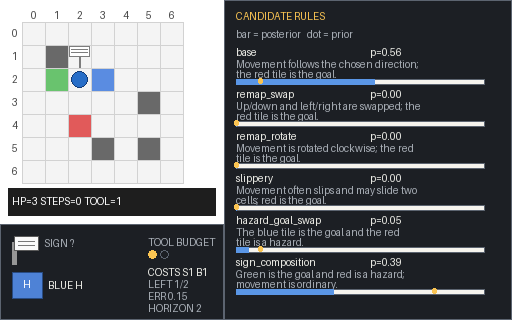 0 1 2 3 4 5 6
0
1
2
3
4
5
6
HP=3 STEPS=0 TOOL=1
SIGN ?
BLUE H
TOOL BUDGET
COSTS S1 B1
LEFT 1/2
ERR0.15
HORIZON 2
CANDIDATE RULES
bar = posterior dot = prior
base p=0.56
Movement follows the chosen direction;
the red tile is the goal.
remap_swap p=0.00
Up/down and left/right are swapped; the
red tile is the goal.
remap_rotate p=0.00
Movement is rotated clockwise; the red
tile is the goal.
slippery p=0.00
Movement often slips and may slide two
cells; red is the goal.
hazard_goal_swap p=0.05
The blue tile is the goal and the red
tile is a hazard.
sign_composition p=0.39
Green is the goal and red is a hazard;
movement is ordinary.